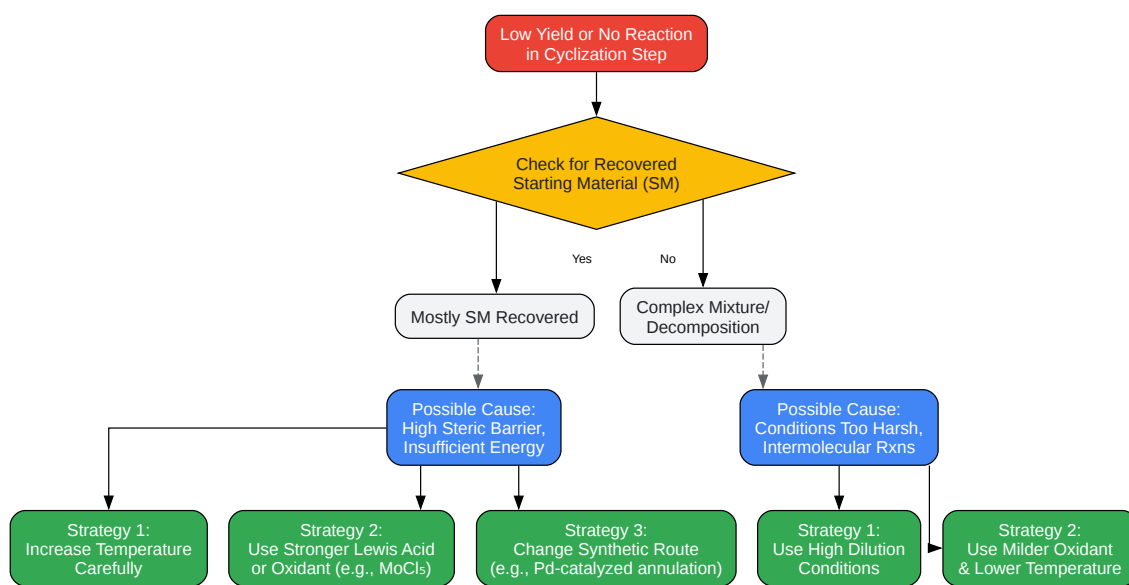 Low Yield or No Reaction
in Cyclization Step
Check for Recovered
Starting Material (SM)
Yes
No
Mostly SM Recovered
Complex Mixture/
Decomposition
Possible Cause:
High Steric Barrier,
Insufficient Energy
Possible Cause:
Conditions Too Harsh,
Intermolecular Rxns
Strategy 1:
Increase Temperature
Carefully
Strategy 2:
Use Stronger Lewis Acid
or Oxidant (e.g., MoCl₅)
Strategy 3:
Change Synthetic Route
(e.g., Pd-catalyzed annulation)
Strategy 1:
Use High Dilution
Conditions
Strategy 2:
Use Milder Oxidant
& Lower Temperature